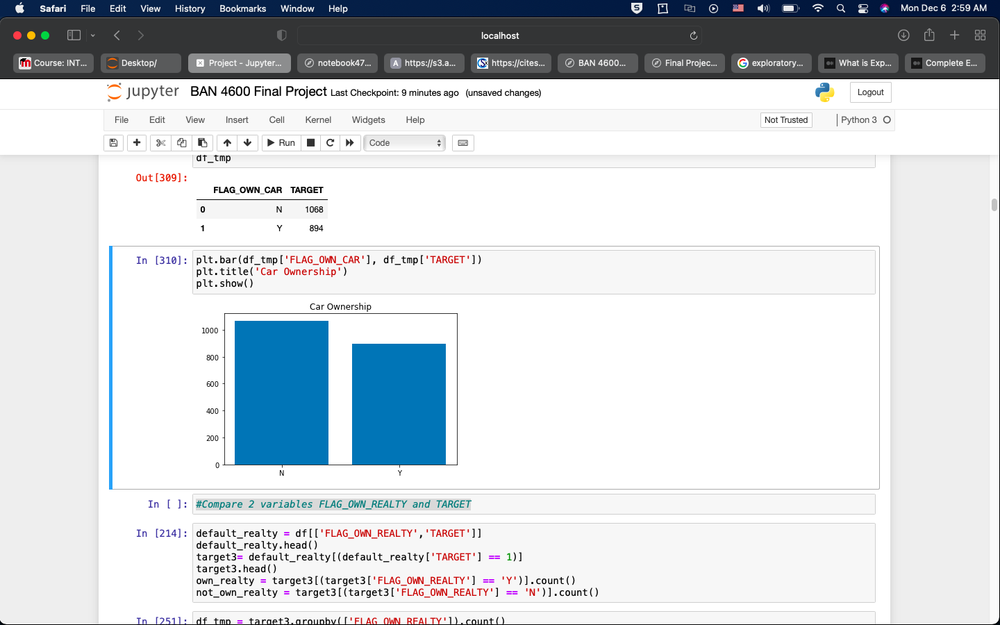 Safari File Edit View History Bookmarks Window Help Mon Dec 6 2:59 AM
localhost
Course: INT... Desktop/ Project - Jupyter... notebook47... https://s3.a... https://cites... BAN 4600... Final Projec... exploratory... What is Exp... Complete E...
jupyter BAN 4600 Final Project Last Checkpoint: 9 minutes ago (unsaved changes) Logout
File Edit View Insert Cell Kernel Widgets Help Not Trusted Python 3
Run Code
df_tmp
Out[309]:
FLAG_OWN_CAR TARGET
0 N 1068
1 Y 894
In [310]: plt.bar(df_tmp['FLAG_OWN_CAR'], df_tmp['TARGET'])
plt.title('Car Ownership')
plt.show()
Car Ownership
1000
800
600
400
200
0
N Y
In [ ]: #Compare 2 variables FLAG_OWN_REALTY and TARGET
In [214]: default_realty = df[['FLAG_OWN_REALTY','TARGET']]
default_realty.head()
target3= default_realty[(default_realty['TARGET'] == 1)]
target3.head()
own_realty = target3[(target3['FLAG_OWN_REALTY'] == 'Y')].count()
not_own_realty = target3[(target3['FLAG_OWN_REALTY'] == 'N')].count()
In [251]: df_tmp = target3.groupby(['FLAG_OWN_REALTY']).count()